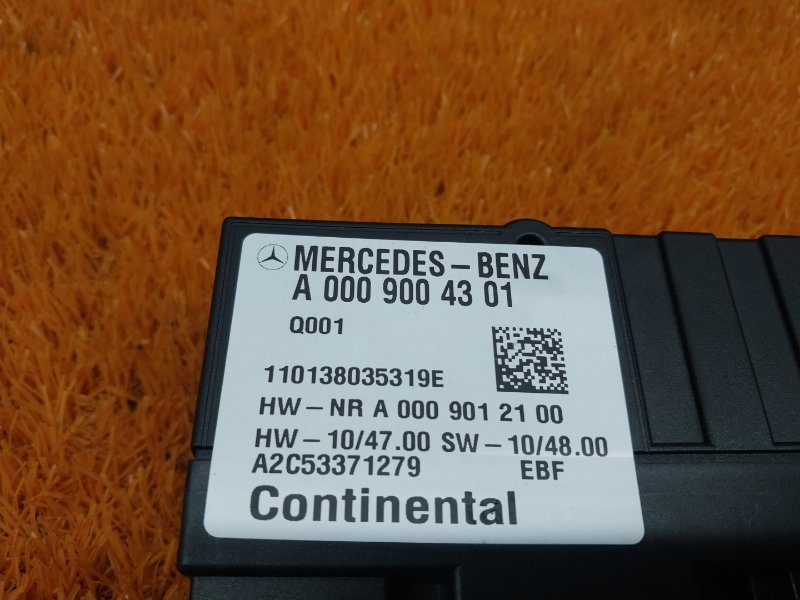 MERCEDES-BENZ
A 000 900 43 01
Q001
110138035319E
HW-NR A 000 901 21 00
HW-10/47.00 SW-10/48.00
A2C53371279 EBF
Continental